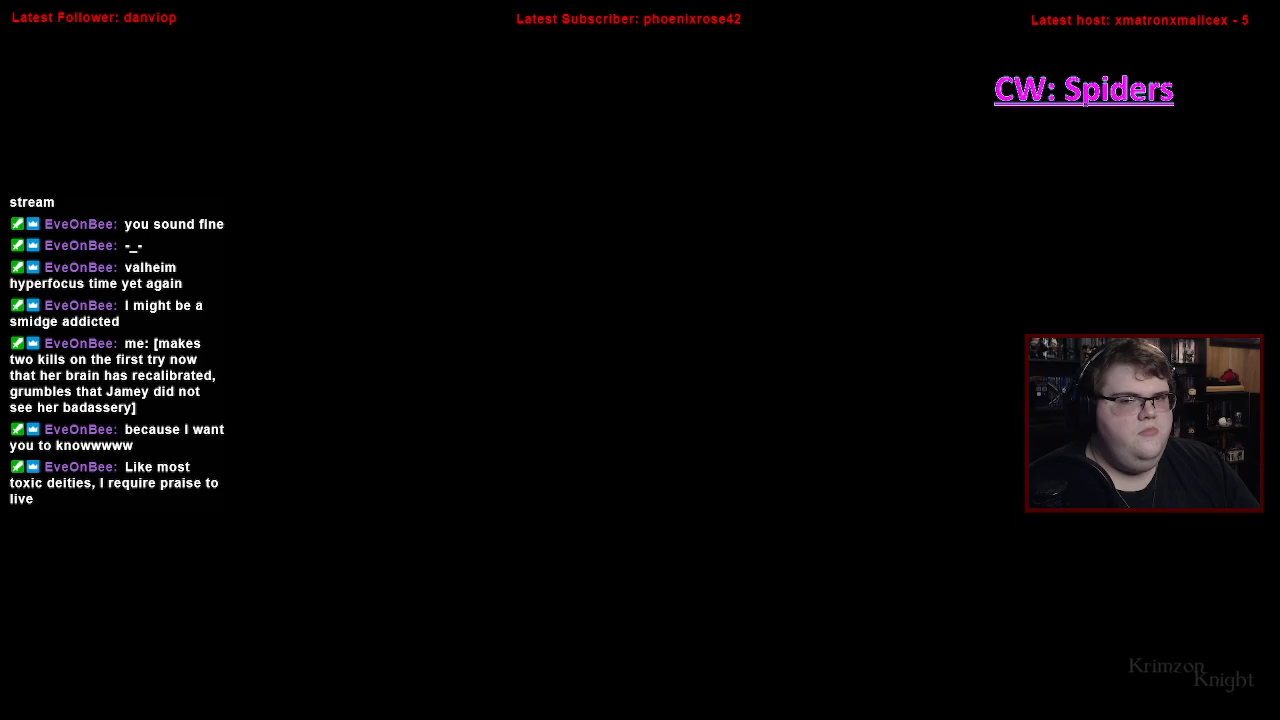 Latest Follower: danviop
Latest Subscriber: phoenixrose42
Latest host: xmatronxmalicex - 5
CW: Spiders
stream
EveOnBee: you sound fine
EveOnBee: -_-
EveOnBee: valheim
hyperfocus time yet again
EveOnBee: I might be a
smidge addicted
EveOnBee: me: [makes
two kills on the first try now
that her brain has recalibrated,
grumbles that Jamey did not
see her badassery]
EveOnBee: because I want
you to knowwwww
EveOnBee: Like most
toxic deities, I require praise to
live
Krimzon
Knight